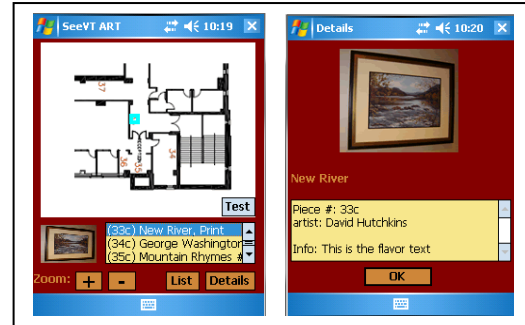 SeeVT ART 10:19
37
36
RECEPTION
35
34
Test
(33c) New River, Print
(34c) George Washington
(35c) Mountain Rhymes #
Zoom: + - List Details
Details 10:20
New River
Piece #: 33c
artist: David Hutchkins
Info: This is the flavor text
OK